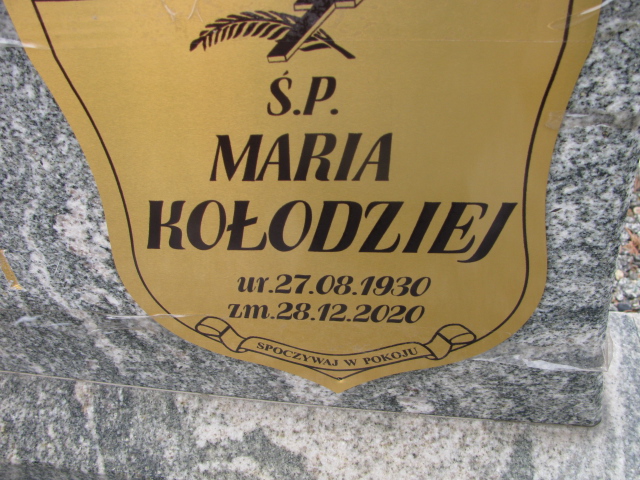 Ś.P.
MARIA
KOŁODZIEJ
ur.27.08.1930
zm.28.12.2020
SPOCZYWAJ W POKOJU